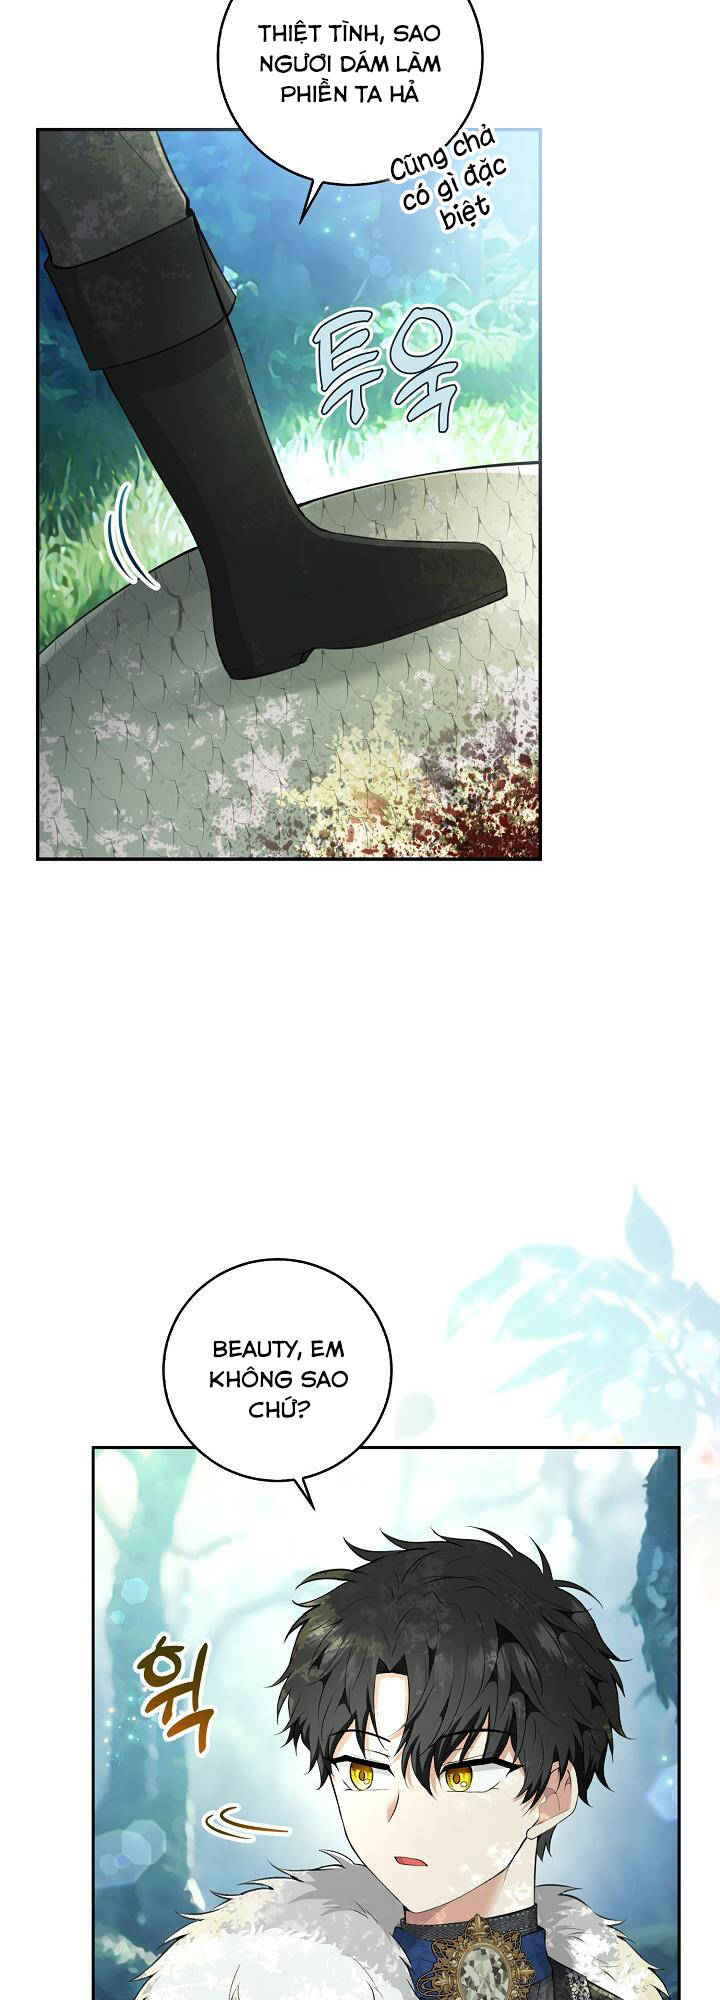 THIỆT TÌNH, SAO
NGƯƠI DÁM LÀM
PHIỀN TA HẢ
Cũng chả
có gì đặc
biệt
투욱
BEAUTY, EM
KHÔNG SAO
CHỨ?
휙